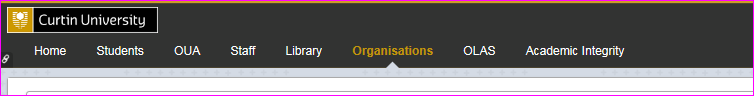 Curtin University
Home Students OUA Staff Library Organisations OLAS Academic Integrity